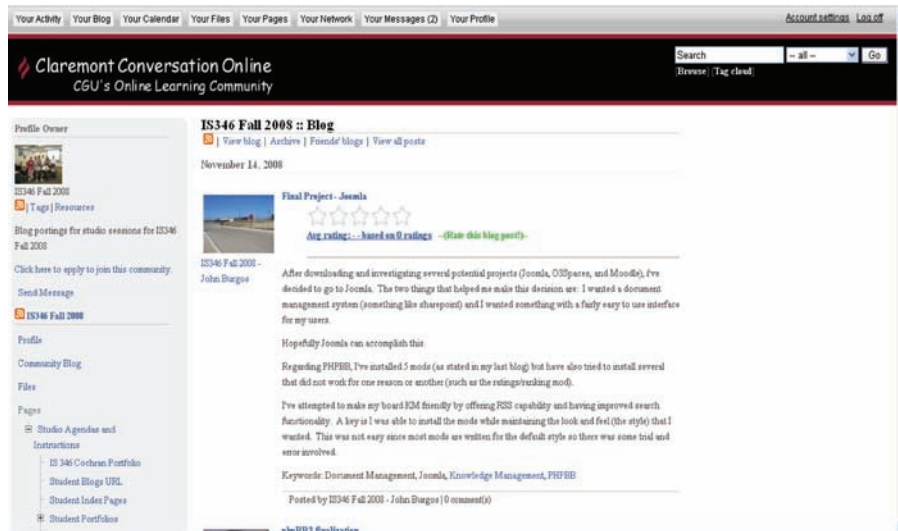 Your Activity Your Blog Your Calendar Your Files Your Pages Your Network Your Messages (2) Your Profile
Account settings Log off
Claremont Conversation Online
CGU's Online Learning Community
Search
-- all --
Go
[Browse] [Tag cloud]
Profile Owner
IS346 Fall 2008
| Tags | Resources
Blog postings for studio sessions for IS346
Fall 2008
Click here to apply to join this community.
Send Message
IS346 Fall 2008
Profile
Community Blog
Files
Pages
Studio Agendas and
Instructions
IS 346 Cochran Portfolio
Student Blogs URL
Student Index Pages
Student Portfolios
IS346 Fall 2008 :: Blog
| View blog | Archive | Friends' blogs | View all posts
November 14, 2008
IS346 Fall 2008 -
John Burgos
Final Project - Joomla
Avg rating: - - based on 0 ratings -(Rate this blog post!)-
After downloading and investigating several potential projects (Joomla, O3Spaces, and Moodle), I've
decided to go to Joomla. The two things that helped me make this decision are: I wanted a document
management system (something like sharepoint) and I wanted something with a fairly easy to use interface
for my users.
Hopefully Joomla can accomplish this.
Regarding PHPBB, I've installed 5 mods (as stated in my last blog) but have also tried to install several
that did not work for one reason or another (such as the ratings/ranking mod).
I've attempted to make my board KM friendly by offering RSS capability and having improved search
functionality. A key is I was able to install the mods while maintaining the look and feel (the style) that I
wanted. This was not easy since most mods are written for the default style so there was some trial and
error involved.
Keywords: Document Management, Joomla, Knowledge Management, PHPBB
Posted by IS346 Fall 2008 - John Burgos | 0 comment(s)
phpBB3 finalization